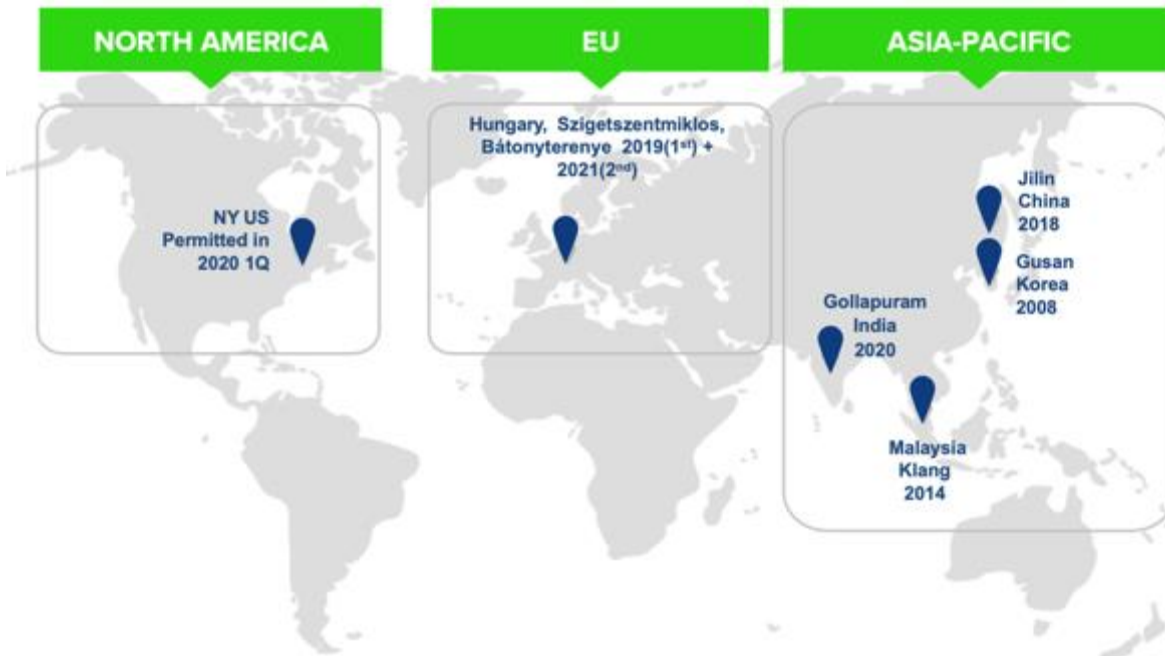 NORTH AMERICA
EU
ASIA-PACIFIC
NY US
Permitted in
2020 1Q
Hungary, Szigetszentmiklos,
Bátonyterenye 2019(1st) +
2021(2nd)
Jilin
China
2018
Gusan
Korea
2008
Gollapuram
India
2020
Malaysia
Klang
2014